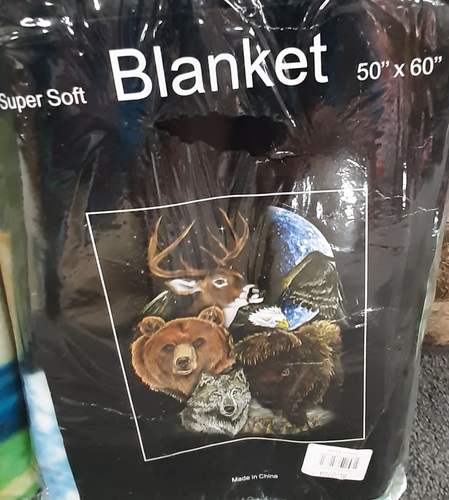 Blanket
Super Soft
50" x 60"
Made in China